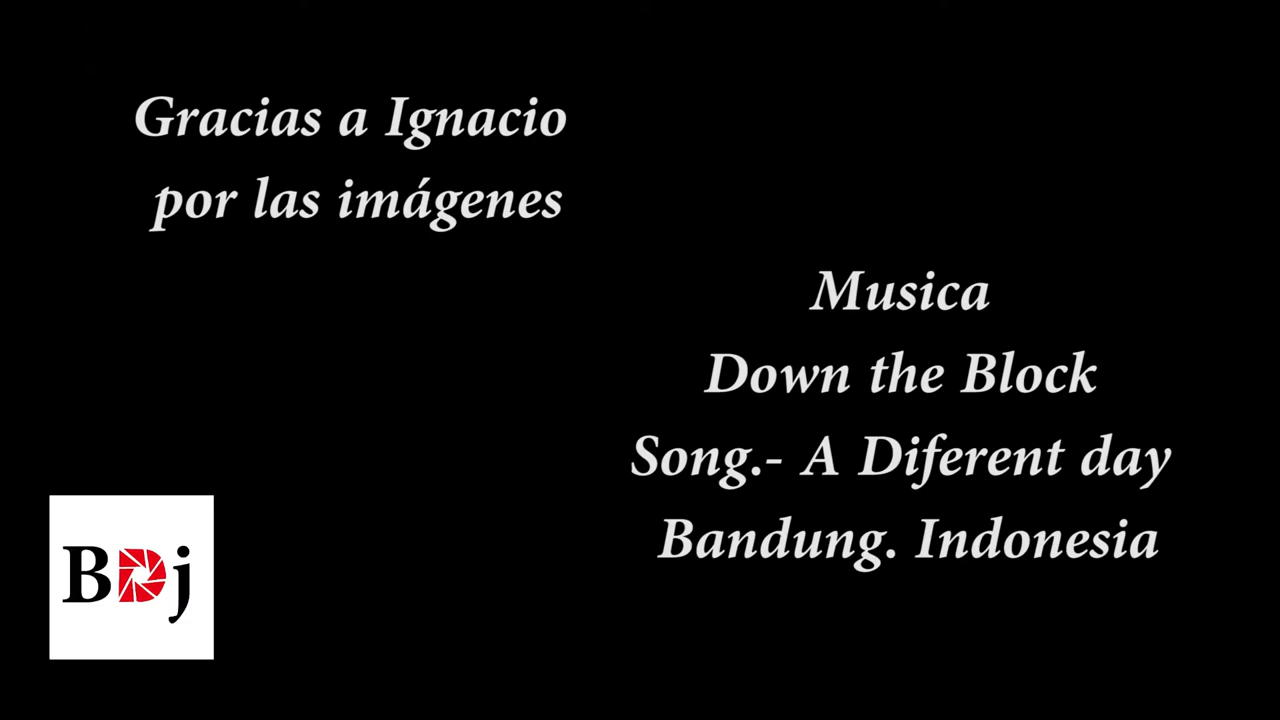 Gracias a Ignacio
por las imágenes
Musica
Down the Block
Song.- A Diferent day
Bandung. Indonesia
BDj